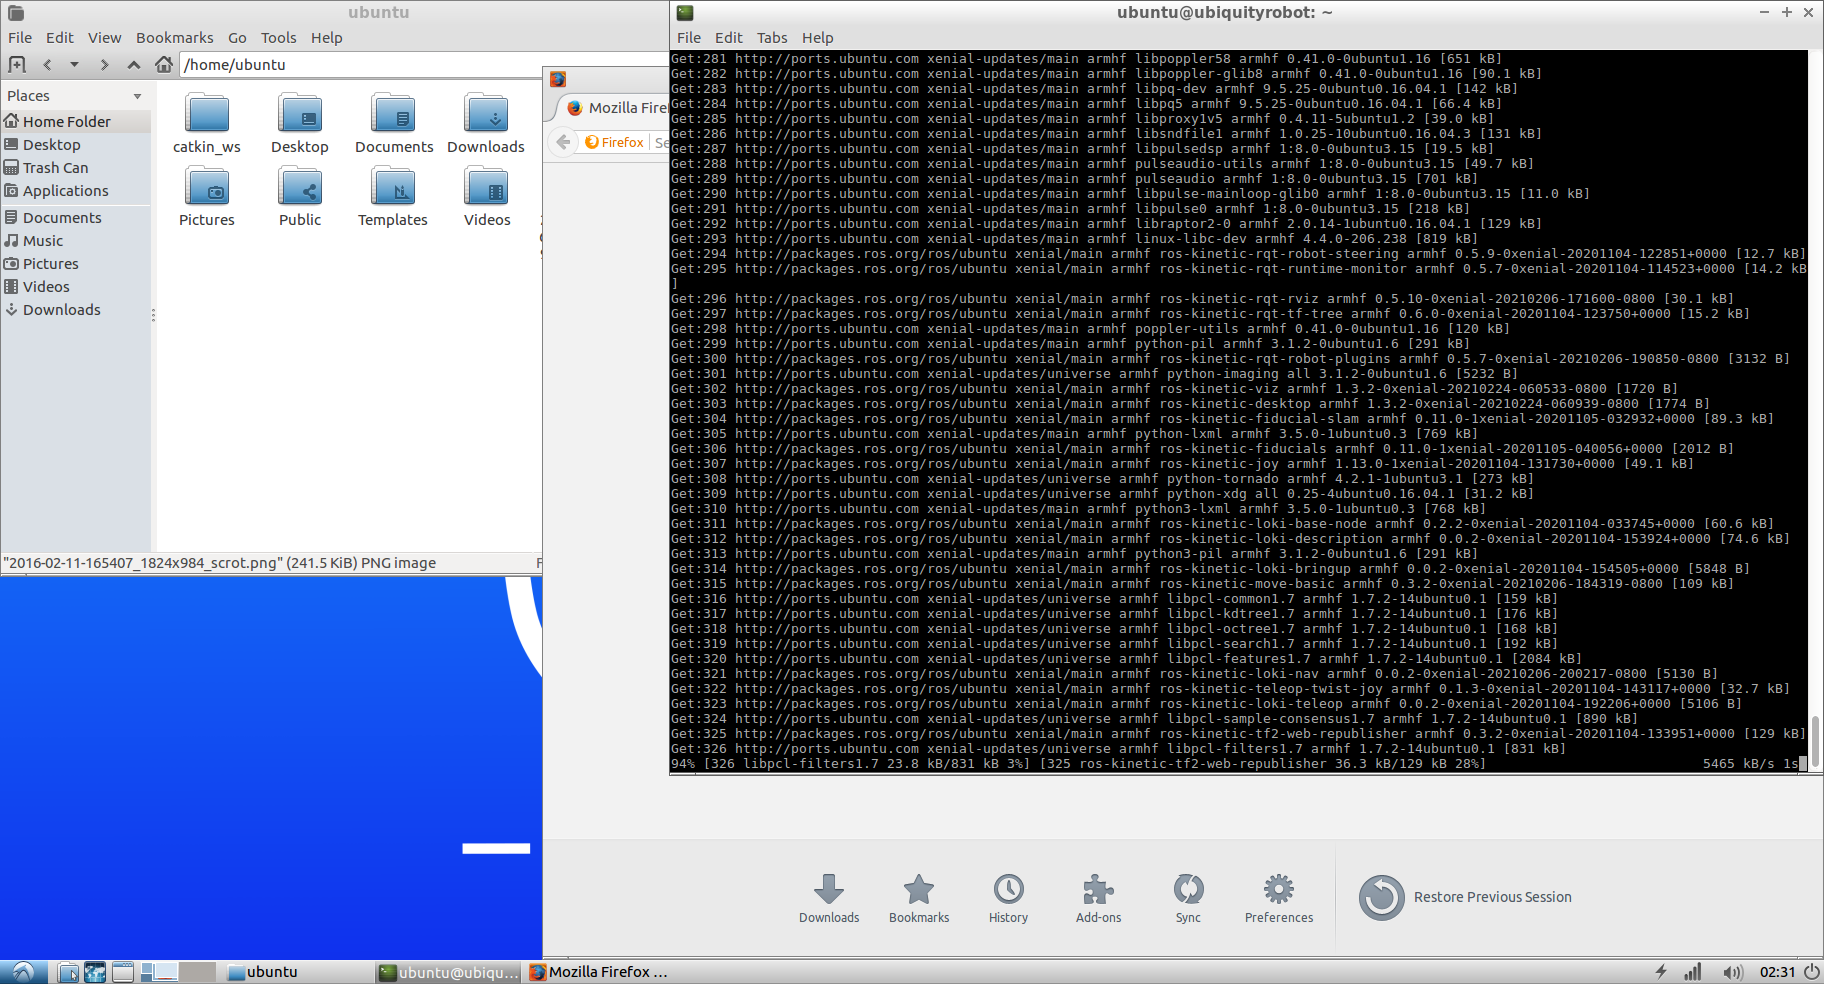 ubuntu
File Edit View Bookmarks Go Tools Help
/home/ubuntu
Places
Home Folder
Desktop
Trash Can
Applications
Documents
Music
Pictures
Videos
Downloads
catkin_ws Desktop Documents Downloads
Pictures Public Templates Videos
"2016-02-11-165407_1824x984_scrot.png" (241.5 KiB) PNG image
Mozilla Firef
Firefox Se
ubuntu@ubiquityrobot: ~
File Edit Tabs Help
Get:281 http://ports.ubuntu.com xenial-updates/main armhf libpoppler58 armhf 0.41.0-0ubuntu1.16 [651 kB]
Get:282 http://ports.ubuntu.com xenial-updates/main armhf libpoppler-glib8 armhf 0.41.0-0ubuntu1.16 [90.1 kB]
Get:283 http://ports.ubuntu.com xenial-updates/main armhf libpq-dev armhf 9.5.25-0ubuntu0.16.04.1 [142 kB]
Get:284 http://ports.ubuntu.com xenial-updates/main armhf libpq5 armhf 9.5.25-0ubuntu0.16.04.1 [66.4 kB]
Get:285 http://ports.ubuntu.com xenial-updates/main armhf libproxy1v5 armhf 0.4.11-5ubuntu1.2 [39.0 kB]
Get:286 http://ports.ubuntu.com xenial-updates/main armhf libsndfile1 armhf 1.0.25-10ubuntu0.16.04.3 [131 kB]
Get:287 http://ports.ubuntu.com xenial-updates/main armhf libpulsedsp armhf 1:8.0-0ubuntu3.15 [19.5 kB]
Get:288 http://ports.ubuntu.com xenial-updates/main armhf pulseaudio-utils armhf 1:8.0-0ubuntu3.15 [49.7 kB]
Get:289 http://ports.ubuntu.com xenial-updates/main armhf pulseaudio armhf 1:8.0-0ubuntu3.15 [701 kB]
Get:290 http://ports.ubuntu.com xenial-updates/main armhf libpulse-mainloop-glib0 armhf 1:8.0-0ubuntu3.15 [11.0 kB]
Get:291 http://ports.ubuntu.com xenial-updates/main armhf libpulse0 armhf 1:8.0-0ubuntu3.15 [218 kB]
Get:292 http://ports.ubuntu.com xenial-updates/main armhf libraptor2-0 armhf 2.0.14-1ubuntu0.16.04.1 [129 kB]
Get:293 http://ports.ubuntu.com xenial-updates/main armhf linux-libc-dev armhf 4.4.0-206.238 [819 kB]
Get:294 http://packages.ros.org/ros/ubuntu xenial/main armhf ros-kinetic-rqt-robot-steering armhf 0.5.9-0xenial-20201104-122851+0000 [12.7 kB]
Get:295 http://packages.ros.org/ros/ubuntu xenial/main armhf ros-kinetic-rqt-runtime-monitor armhf 0.5.7-0xenial-20201104-114523+0000 [14.2 kB
]
Get:296 http://packages.ros.org/ros/ubuntu xenial/main armhf ros-kinetic-rqt-rviz armhf 0.5.10-0xenial-20210206-171600-0800 [30.1 kB]
Get:297 http://packages.ros.org/ros/ubuntu xenial/main armhf ros-kinetic-rqt-tf-tree armhf 0.6.0-0xenial-20201104-123750+0000 [15.2 kB]
Get:298 http://ports.ubuntu.com xenial-updates/main armhf poppler-utils armhf 0.41.0-0ubuntu1.16 [120 kB]
Get:299 http://ports.ubuntu.com xenial-updates/main armhf python-pil armhf 3.1.2-0ubuntu1.6 [291 kB]
Get:300 http://packages.ros.org/ros/ubuntu xenial/main armhf ros-kinetic-rqt-robot-plugins armhf 0.5.7-0xenial-20210206-190850-0800 [3132 B]
Get:301 http://ports.ubuntu.com xenial-updates/universe armhf python-imaging all 3.1.2-0ubuntu1.6 [5232 B]
Get:302 http://packages.ros.org/ros/ubuntu xenial/main armhf ros-kinetic-viz armhf 1.3.2-0xenial-20210224-060533-0800 [1720 B]
Get:303 http://packages.ros.org/ros/ubuntu xenial/main armhf ros-kinetic-desktop armhf 1.3.2-0xenial-20210224-060939-0800 [1774 B]
Get:304 http://packages.ros.org/ros/ubuntu xenial/main armhf ros-kinetic-fiducial-slam armhf 0.11.0-1xenial-20201105-032932+0000 [89.3 kB]
Get:305 http://ports.ubuntu.com xenial-updates/main armhf python-lxml armhf 3.5.0-1ubuntu0.3 [769 kB]
Get:306 http://packages.ros.org/ros/ubuntu xenial/main armhf ros-kinetic-fiducials armhf 0.11.0-1xenial-20201105-040056+0000 [2012 B]
Get:307 http://packages.ros.org/ros/ubuntu xenial/main armhf ros-kinetic-joy armhf 1.13.0-1xenial-20201104-131730+0000 [49.1 kB]
Get:308 http://ports.ubuntu.com xenial-updates/universe armhf python-tornado armhf 4.2.1-1ubuntu3.1 [273 kB]
Get:309 http://ports.ubuntu.com xenial-updates/universe armhf python-xdg all 0.25-4ubuntu0.16.04.1 [31.2 kB]
Get:310 http://ports.ubuntu.com xenial-updates/main armhf python3-lxml armhf 3.5.0-1ubuntu0.3 [768 kB]
Get:311 http://packages.ros.org/ros/ubuntu xenial/main armhf ros-kinetic-loki-base-node armhf 0.2.2-0xenial-20201104-033745+0000 [60.6 kB]
Get:312 http://packages.ros.org/ros/ubuntu xenial/main armhf ros-kinetic-loki-description armhf 0.0.2-0xenial-20201104-153924+0000 [74.6 kB]
Get:313 http://ports.ubuntu.com xenial-updates/main armhf python3-pil armhf 3.1.2-0ubuntu1.6 [291 kB]
Get:314 http://packages.ros.org/ros/ubuntu xenial/main armhf ros-kinetic-loki-bringup armhf 0.0.2-0xenial-20201104-154505+0000 [5848 B]
Get:315 http://packages.ros.org/ros/ubuntu xenial/main armhf ros-kinetic-move-basic armhf 0.3.2-0xenial-20210206-184319-0800 [109 kB]
Get:316 http://ports.ubuntu.com xenial-updates/universe armhf libpcl-common1.7 armhf 1.7.2-14ubuntu0.1 [159 kB]
Get:317 http://ports.ubuntu.com xenial-updates/universe armhf libpcl-kdtree1.7 armhf 1.7.2-14ubuntu0.1 [176 kB]
Get:318 http://ports.ubuntu.com xenial-updates/universe armhf libpcl-octree1.7 armhf 1.7.2-14ubuntu0.1 [168 kB]
Get:319 http://ports.ubuntu.com xenial-updates/universe armhf libpcl-search1.7 armhf 1.7.2-14ubuntu0.1 [192 kB]
Get:320 http://ports.ubuntu.com xenial-updates/universe armhf libpcl-features1.7 armhf 1.7.2-14ubuntu0.1 [2084 kB]
Get:321 http://packages.ros.org/ros/ubuntu xenial/main armhf ros-kinetic-loki-nav armhf 0.0.2-0xenial-20210206-200217-0800 [5130 B]
Get:322 http://packages.ros.org/ros/ubuntu xenial/main armhf ros-kinetic-teleop-twist-joy armhf 0.1.3-0xenial-20201104-143117+0000 [32.7 kB]
Get:323 http://packages.ros.org/ros/ubuntu xenial/main armhf ros-kinetic-loki-teleop armhf 0.0.2-0xenial-20201104-192206+0000 [5106 B]
Get:324 http://ports.ubuntu.com xenial-updates/universe armhf libpcl-sample-consensus1.7 armhf 1.7.2-14ubuntu0.1 [890 kB]
Get:325 http://packages.ros.org/ros/ubuntu xenial/main armhf ros-kinetic-tf2-web-republisher armhf 0.3.2-0xenial-20201104-133951+0000 [129 kB]
Get:326 http://ports.ubuntu.com xenial-updates/universe armhf libpcl-filters1.7 armhf 1.7.2-14ubuntu0.1 [831 kB]
94% [326 libpcl-filters1.7 23.8 kB/831 kB 3%] [325 ros-kinetic-tf2-web-republisher 36.3 kB/129 kB 28%] 5465 kB/s 1s
Downloads Bookmarks History Add-ons Sync Preferences Restore Previous Session
ubuntu ubuntu@ubiqu... Mozilla Firefox ... 02:31